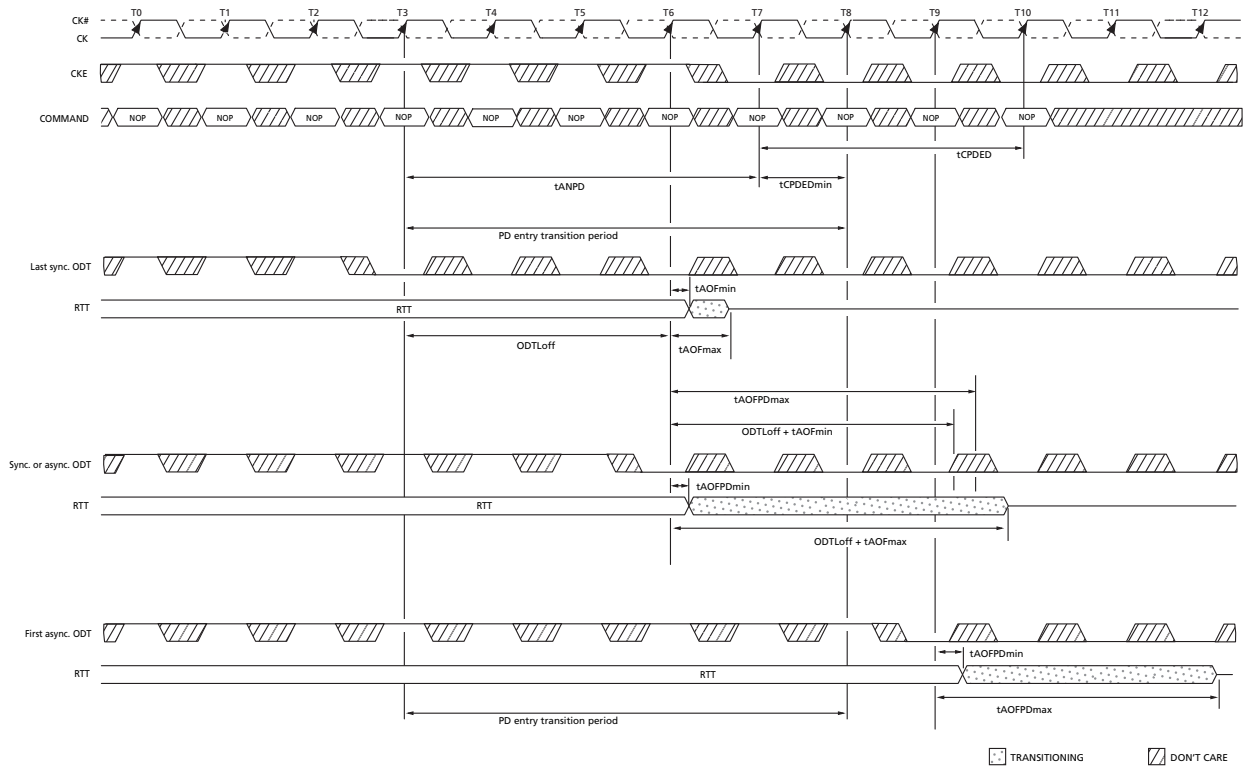 T0 T1 T2 T3 T4 T5 T6 T7 T8 T9 T10 T11 T12
CK#
CK
CKE
COMMAND NOP NOP NOP NOP NOP NOP NOP NOP NOP NOP NOP
tCPDED
tANPD tCPDEDmin
PD entry transition period
Last sync. ODT
tAOFmin
RTT RTT
ODTLoff tAOFmax
tAOFPDmax
ODTLoff + tAOFmin
Sync. or async. ODT
tAOFPDmin
RTT RTT
ODTLoff + tAOFmax
First async. ODT
tAOFPDmin
RTT RTT
tAOFPDmax
PD entry transition period
TRANSITIONING DON'T CARE